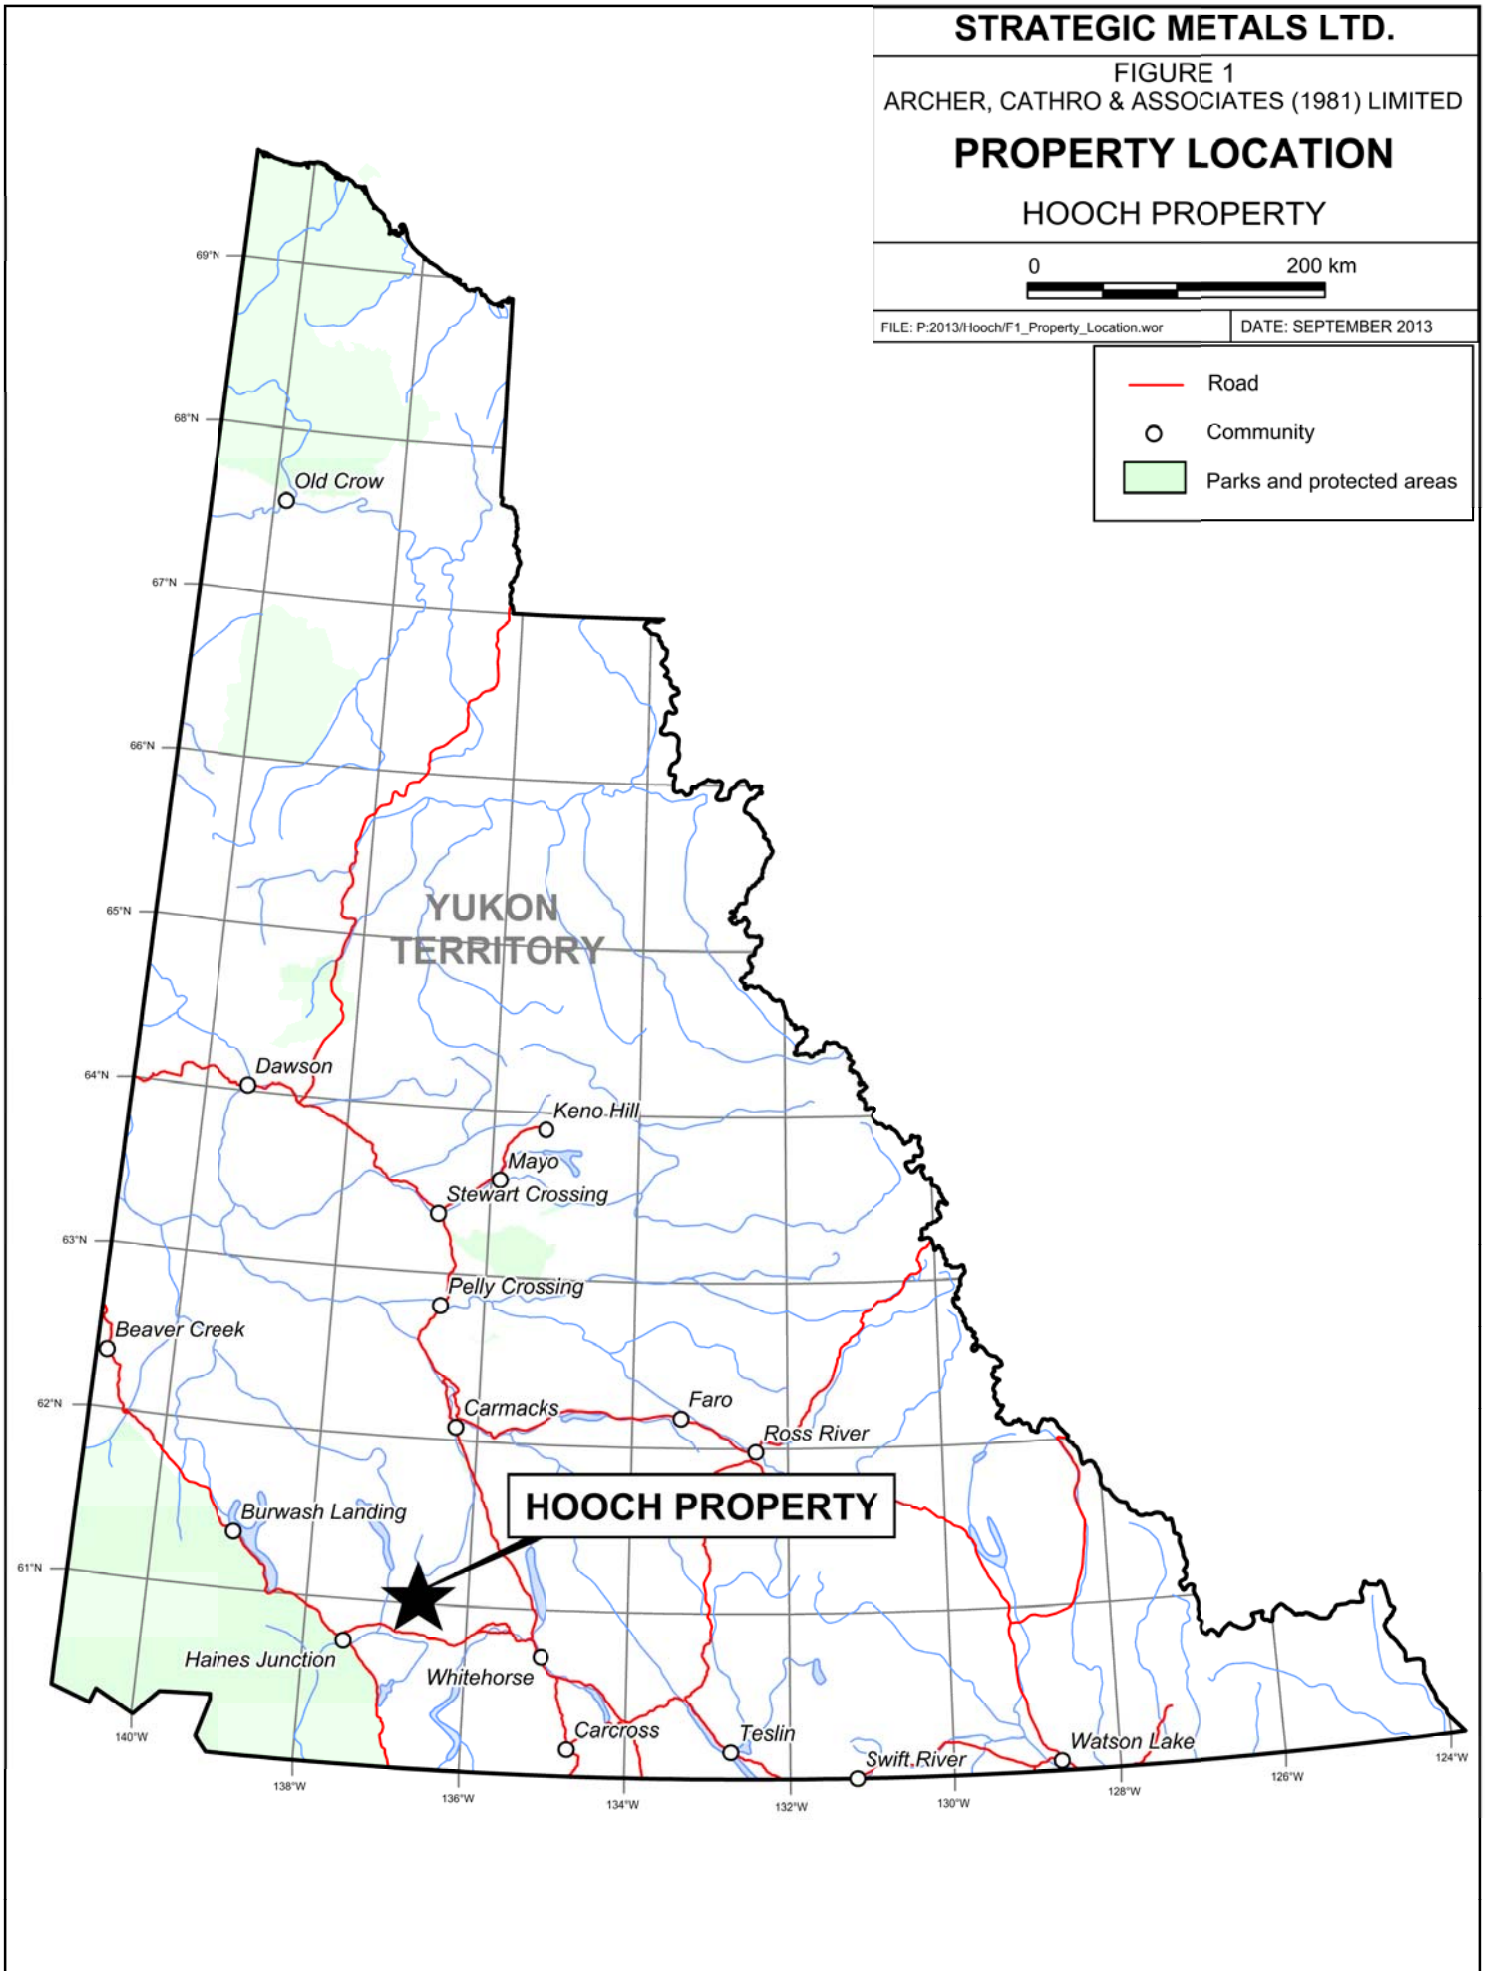 STRATEGIC METALS LTD.
FIGURE 1
ARCHER, CATHRO & ASSOCIATES (1981) LIMITED
PROPERTY LOCATION
HOOCH PROPERTY
0 200 km
FILE: P:2013/Hooch/F1_Property_Location.wor DATE: SEPTEMBER 2013
Road
Community
Parks and protected areas
69°N
68°N
Old Crow
67°N
66°N
65°N
YUKON
TERRITORY
64°N
Dawson
Keno Hill
Mayo
Stewart Crossing
63°N
Pelly Crossing
Beaver Creek
62°N
Carmacks
Faro
Ross River
HOOCH PROPERTY
Burwash Landing
61°N
Haines Junction
Whitehorse
Carcross
Teslin
Swift River
Watson Lake
140°W
138°W
136°W
134°W
132°W
130°W
128°W
126°W
124°W